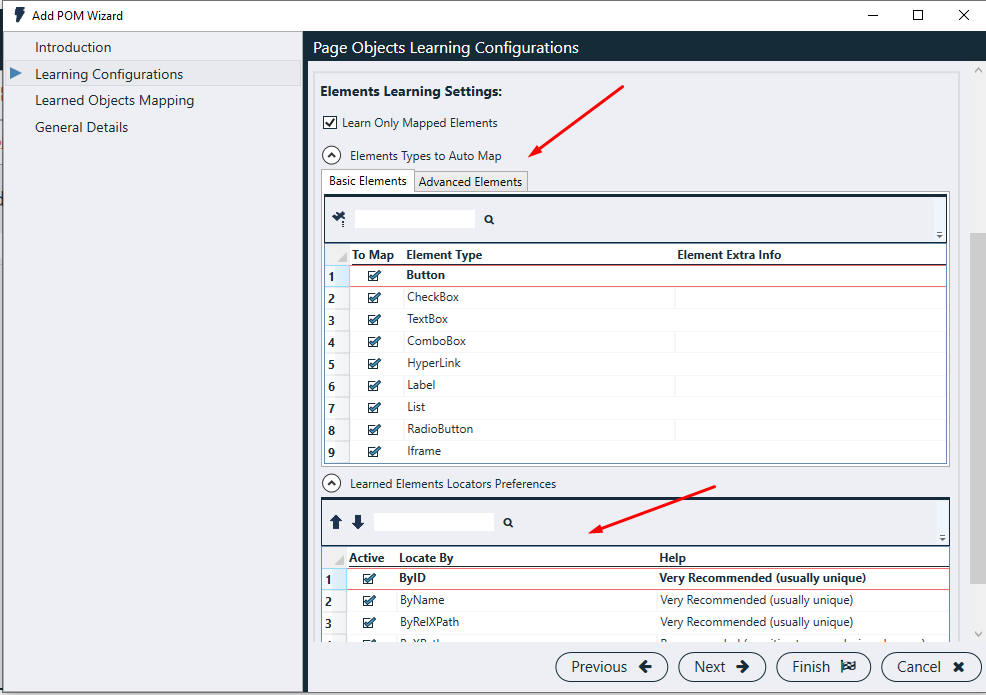 Add POM Wizard
Introduction
Learning Configurations
Learned Objects Mapping
General Details
Page Objects Learning Configurations
Elements Learning Settings:
Learn Only Mapped Elements
Elements Types to Auto Map
Basic Elements Advanced Elements
To Map Element Type Element Extra Info
1 Button
2 CheckBox
3 TextBox
4 ComboBox
5 HyperLink
6 Label
7 List
8 RadioButton
9 Iframe
Learned Elements Locators Preferences
Active Locate By Help
1 ByID Very Recommended (usually unique)
2 ByName Very Recommended (usually unique)
3 ByRelXPath Very Recommended (usually unique)
Previous Next Finish Cancel